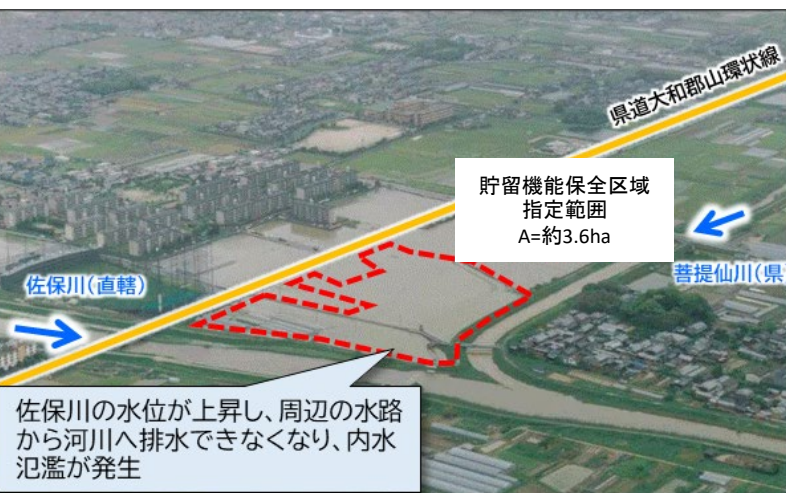 県道大和郡山環状線
貯留機能保全区域
指定範囲
A=約3.6ha
佐保川(直轄)
菩提仙川(県
佐保川の水位が上昇し、周辺の水路
から河川へ排水できなくなり、内水
氾濫が発生